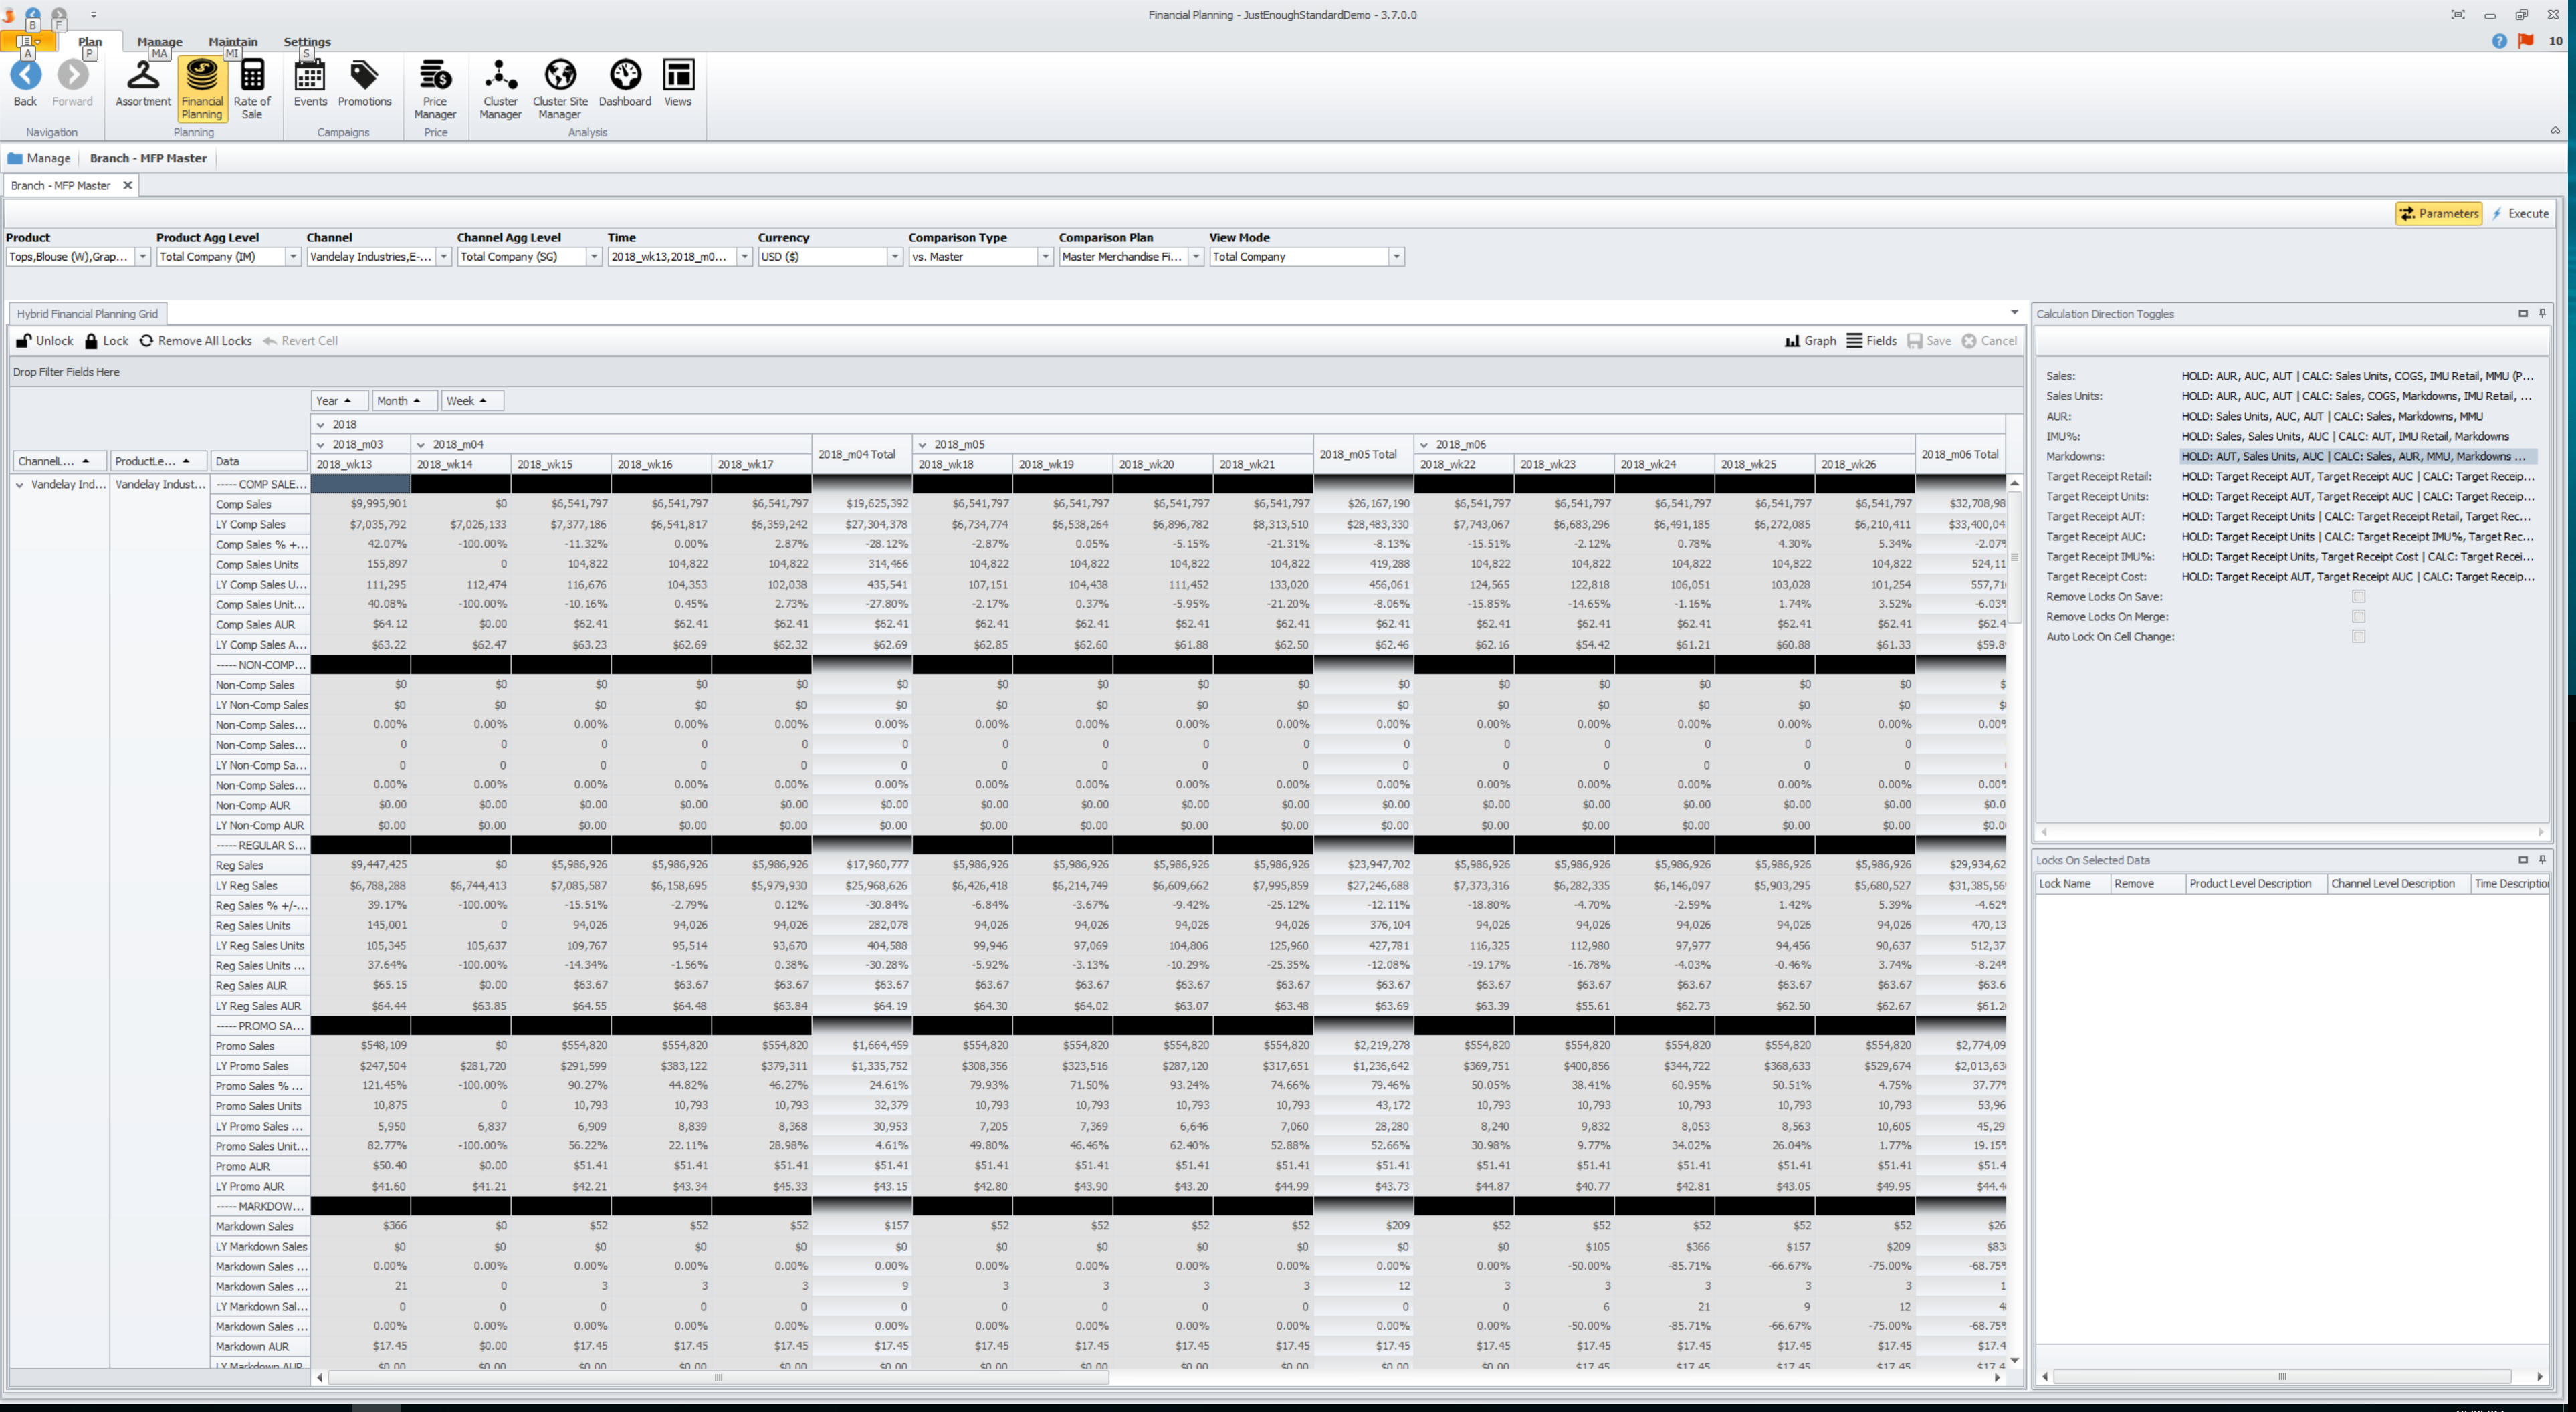 Financial Planning - JustEnoughStandardDemo - 3.7.0.0
B F
Plan Manage Maintain Settings
A P MA MI S
10
Back Forward Assortment Financial Planning Rate of Sale Events Promotions Price Manager Cluster Manager Cluster Site Manager Dashboard Views
Navigation Planning Campaigns Price Analysis
Manage Branch - MFP Master
Branch - MFP Master
Parameters Execute
Product Product Agg Level Channel Channel Agg Level Time Currency Comparison Type Comparison Plan View Mode
Tops,Blouse (W),Grap... Total Company (IM) Vandelay Industries,E-... Total Company (SG) 2018_wk13,2018_m0... USD ($) vs. Master Master Merchandise Fi... Total Company
Hybrid Financial Planning Grid
Unlock Lock Remove All Locks Revert Cell Graph Fields Save Cancel
Drop Filter Fields Here
Year Month Week
2018
2018_m03 2018_m04 2018_m04 Total 2018_m05 2018_m05 Total 2018_m06 2018_m06 Total
ChannelL... ProductLe... Data 2018_wk13 2018_wk14 2018_wk15 2018_wk16 2018_wk17 2018_wk18 2018_wk19 2018_wk20 2018_wk21 2018_wk22 2018_wk23 2018_wk24 2018_wk25 2018_wk26
Vandelay Ind... Vandelay Indust... ----- COMP SALE...
Comp Sales $9,995,901 $0 $6,541,797 $6,541,797 $6,541,797 $19,625,392 $6,541,797 $6,541,797 $6,541,797 $6,541,797 $26,167,190 $6,541,797 $6,541,797 $6,541,797 $6,541,797 $6,541,797 $32,708,98
LY Comp Sales $7,035,792 $7,026,133 $7,377,186 $6,541,817 $6,359,242 $27,304,378 $6,734,774 $6,538,264 $6,896,782 $8,313,510 $28,483,330 $7,743,067 $6,683,296 $6,491,185 $6,272,085 $6,210,411 $33,400,04
Comp Sales % +... 42.07% -100.00% -11.32% 0.00% 2.87% -28.12% -2.87% 0.05% -5.15% -21.31% -8.13% -15.51% -2.12% 0.78% 4.30% 5.34% -2.07%
Comp Sales Units 155,897 0 104,822 104,822 104,822 314,466 104,822 104,822 104,822 104,822 419,288 104,822 104,822 104,822 104,822 104,822 524,11
LY Comp Sales U... 111,295 112,474 116,676 104,353 102,038 435,541 107,151 104,438 111,452 133,020 456,061 124,565 122,818 106,051 103,028 101,254 557,71
Comp Sales Unit... 40.08% -100.00% -10.16% 0.45% 2.73% -27.80% -2.17% 0.37% -5.95% -21.20% -8.06% -15.85% -14.65% -1.16% 1.74% 3.52% -6.03%
Comp Sales AUR $64.12 $0.00 $62.41 $62.41 $62.41 $62.41 $62.41 $62.41 $62.41 $62.41 $62.41 $62.41 $62.41 $62.41 $62.41 $62.41 $62.4
LY Comp Sales A... $63.22 $62.47 $63.23 $62.69 $62.32 $62.69 $62.85 $62.60 $61.88 $62.50 $62.46 $62.16 $54.42 $61.21 $60.88 $61.33 $59.8
----- NON-COMP...
Non-Comp Sales $0 $0 $0 $0 $0 $0 $0 $0 $0 $0 $0 $0 $0 $0 $0 $0 $
LY Non-Comp Sales $0 $0 $0 $0 $0 $0 $0 $0 $0 $0 $0 $0 $0 $0 $0 $0 $
Non-Comp Sales... 0.00% 0.00% 0.00% 0.00% 0.00% 0.00% 0.00% 0.00% 0.00% 0.00% 0.00% 0.00% 0.00% 0.00% 0.00% 0.00% 0.00%
Non-Comp Sales... 0 0 0 0 0 0 0 0 0 0 0 0 0 0 0 0
LY Non-Comp Sa... 0 0 0 0 0 0 0 0 0 0 0 0 0 0 0 0
Non-Comp Sales... 0.00% 0.00% 0.00% 0.00% 0.00% 0.00% 0.00% 0.00% 0.00% 0.00% 0.00% 0.00% 0.00% 0.00% 0.00% 0.00% 0.00%
Non-Comp AUR $0.00 $0.00 $0.00 $0.00 $0.00 $0.00 $0.00 $0.00 $0.00 $0.00 $0.00 $0.00 $0.00 $0.00 $0.00 $0.00 $0.0
LY Non-Comp AUR $0.00 $0.00 $0.00 $0.00 $0.00 $0.00 $0.00 $0.00 $0.00 $0.00 $0.00 $0.00 $0.00 $0.00 $0.00 $0.00 $0.0
----- REGULAR S...
Reg Sales $9,447,425 $0 $5,986,926 $5,986,926 $5,986,926 $17,960,777 $5,986,926 $5,986,926 $5,986,926 $5,986,926 $23,947,702 $5,986,926 $5,986,926 $5,986,926 $5,986,926 $5,986,926 $29,934,62
LY Reg Sales $6,788,288 $6,744,413 $7,085,587 $6,158,695 $5,979,930 $25,968,626 $6,426,418 $6,214,749 $6,609,662 $7,995,859 $27,246,688 $7,373,316 $6,282,335 $6,146,097 $5,903,295 $5,680,527 $31,385,56
Reg Sales % +/-... 39.17% -100.00% -15.51% -2.79% 0.12% -30.84% -6.84% -3.67% -9.42% -25.12% -12.11% -18.80% -4.70% -2.59% 1.42% 5.39% -4.62%
Reg Sales Units 145,001 0 94,026 94,026 94,026 282,078 94,026 94,026 94,026 94,026 376,104 94,026 94,026 94,026 94,026 94,026 470,13
LY Reg Sales Units 105,345 105,637 109,767 95,514 93,670 404,588 99,946 97,069 104,806 125,960 427,781 116,325 112,980 97,977 94,456 90,637 512,37
Reg Sales Units ... 37.64% -100.00% -14.34% -1.56% 0.38% -30.28% -5.92% -3.13% -10.29% -25.35% -12.08% -19.17% -16.78% -4.03% -0.46% 3.74% -8.24%
Reg Sales AUR $65.15 $0.00 $63.67 $63.67 $63.67 $63.67 $63.67 $63.67 $63.67 $63.67 $63.67 $63.67 $63.67 $63.67 $63.67 $63.67 $63.6
LY Reg Sales AUR $64.44 $63.85 $64.55 $64.48 $63.84 $64.19 $64.30 $64.02 $63.07 $63.48 $63.69 $63.39 $55.61 $62.73 $62.50 $62.67 $61.2
----- PROMO SA...
Promo Sales $548,109 $0 $554,820 $554,820 $554,820 $1,664,459 $554,820 $554,820 $554,820 $554,820 $2,219,278 $554,820 $554,820 $554,820 $554,820 $554,820 $2,774,09
LY Promo Sales $247,504 $281,720 $291,599 $383,122 $379,311 $1,335,752 $308,356 $323,516 $287,120 $317,651 $1,236,642 $369,751 $400,856 $344,722 $368,633 $529,674 $2,013,63
Promo Sales % ... 121.45% -100.00% 90.27% 44.82% 46.27% 24.61% 79.93% 71.50% 93.24% 74.66% 79.46% 50.05% 38.41% 60.95% 50.51% 4.75% 37.77%
Promo Sales Units 10,875 0 10,793 10,793 10,793 32,379 10,793 10,793 10,793 10,793 43,172 10,793 10,793 10,793 10,793 10,793 53,96
LY Promo Sales ... 5,950 6,837 6,909 8,839 8,368 30,953 7,205 7,369 6,646 7,060 28,280 8,240 9,832 8,053 8,563 10,605 45,29
Promo Sales Unit... 82.77% -100.00% 56.22% 22.11% 28.98% 4.61% 49.80% 46.46% 62.40% 52.88% 52.66% 30.98% 9.77% 34.02% 26.04% 1.77% 19.15%
Promo AUR $50.40 $0.00 $51.41 $51.41 $51.41 $51.41 $51.41 $51.41 $51.41 $51.41 $51.41 $51.41 $51.41 $51.41 $51.41 $51.41 $51.4
LY Promo AUR $41.60 $41.21 $42.21 $43.34 $45.33 $43.15 $42.80 $43.90 $43.20 $44.99 $43.73 $44.87 $40.77 $42.81 $43.05 $49.95 $44.4
----- MARKDOW...
Markdown Sales $366 $0 $52 $52 $52 $157 $52 $52 $52 $52 $209 $52 $52 $52 $52 $52 $26
LY Markdown Sales $0 $0 $0 $0 $0 $0 $0 $0 $0 $0 $0 $0 $105 $366 $157 $209 $83
Markdown Sales ... 0.00% 0.00% 0.00% 0.00% 0.00% 0.00% 0.00% 0.00% 0.00% 0.00% 0.00% 0.00% -50.00% -85.71% -66.67% -75.00% -68.75%
Markdown Sales ... 21 0 3 3 3 9 3 3 3 3 12 3 3 3 3 3 1
LY Markdown Sal... 0 0 0 0 0 0 0 0 0 0 0 0 6 21 9 12 4
Markdown Sales ... 0.00% 0.00% 0.00% 0.00% 0.00% 0.00% 0.00% 0.00% 0.00% 0.00% 0.00% 0.00% -50.00% -85.71% -66.67% -75.00% -68.75%
Markdown AUR $17.45 $0.00 $17.45 $17.45 $17.45 $17.45 $17.45 $17.45 $17.45 $17.45 $17.45 $17.45 $17.45 $17.45 $17.45 $17.45 $17.4
LY Markdown AUR $0.00 $0.00 $0.00 $0.00 $0.00 $0.00 $0.00 $0.00 $0.00 $0.00 $0.00 $0.00 $17.45 $17.45 $17.45 $17.45 $17.4
Calculation Direction Toggles
Sales: HOLD: AUR, AUC, AUT | CALC: Sales Units, COGS, IMU Retail, MMU (P...
Sales Units: HOLD: AUR, AUC, AUT | CALC: Sales, COGS, Markdowns, IMU Retail, ...
AUR: HOLD: Sales Units, AUC, AUT | CALC: Sales, Markdowns, MMU
IMU%: HOLD: Sales, Sales Units, AUC | CALC: AUT, IMU Retail, Markdowns
Markdowns: HOLD: AUT, Sales Units, AUC | CALC: Sales, AUR, MMU, Markdowns ...
Target Receipt Retail: HOLD: Target Receipt AUT, Target Receipt AUC | CALC: Target Receip...
Target Receipt Units: HOLD: Target Receipt AUT, Target Receipt AUC | CALC: Target Receip...
Target Receipt AUT: HOLD: Target Receipt Units | CALC: Target Receipt Retail, Target Rec...
Target Receipt AUC: HOLD: Target Receipt Units | CALC: Target Receipt IMU%, Target Rec...
Target Receipt IMU%: HOLD: Target Receipt Units, Target Receipt Cost | CALC: Target Recei...
Target Receipt Cost: HOLD: Target Receipt AUT, Target Receipt AUC | CALC: Target Receip...
Remove Locks On Save:
Remove Locks On Merge:
Auto Lock On Cell Change:
Locks On Selected Data
Lock Name Remove Product Level Description Channel Level Description Time Description